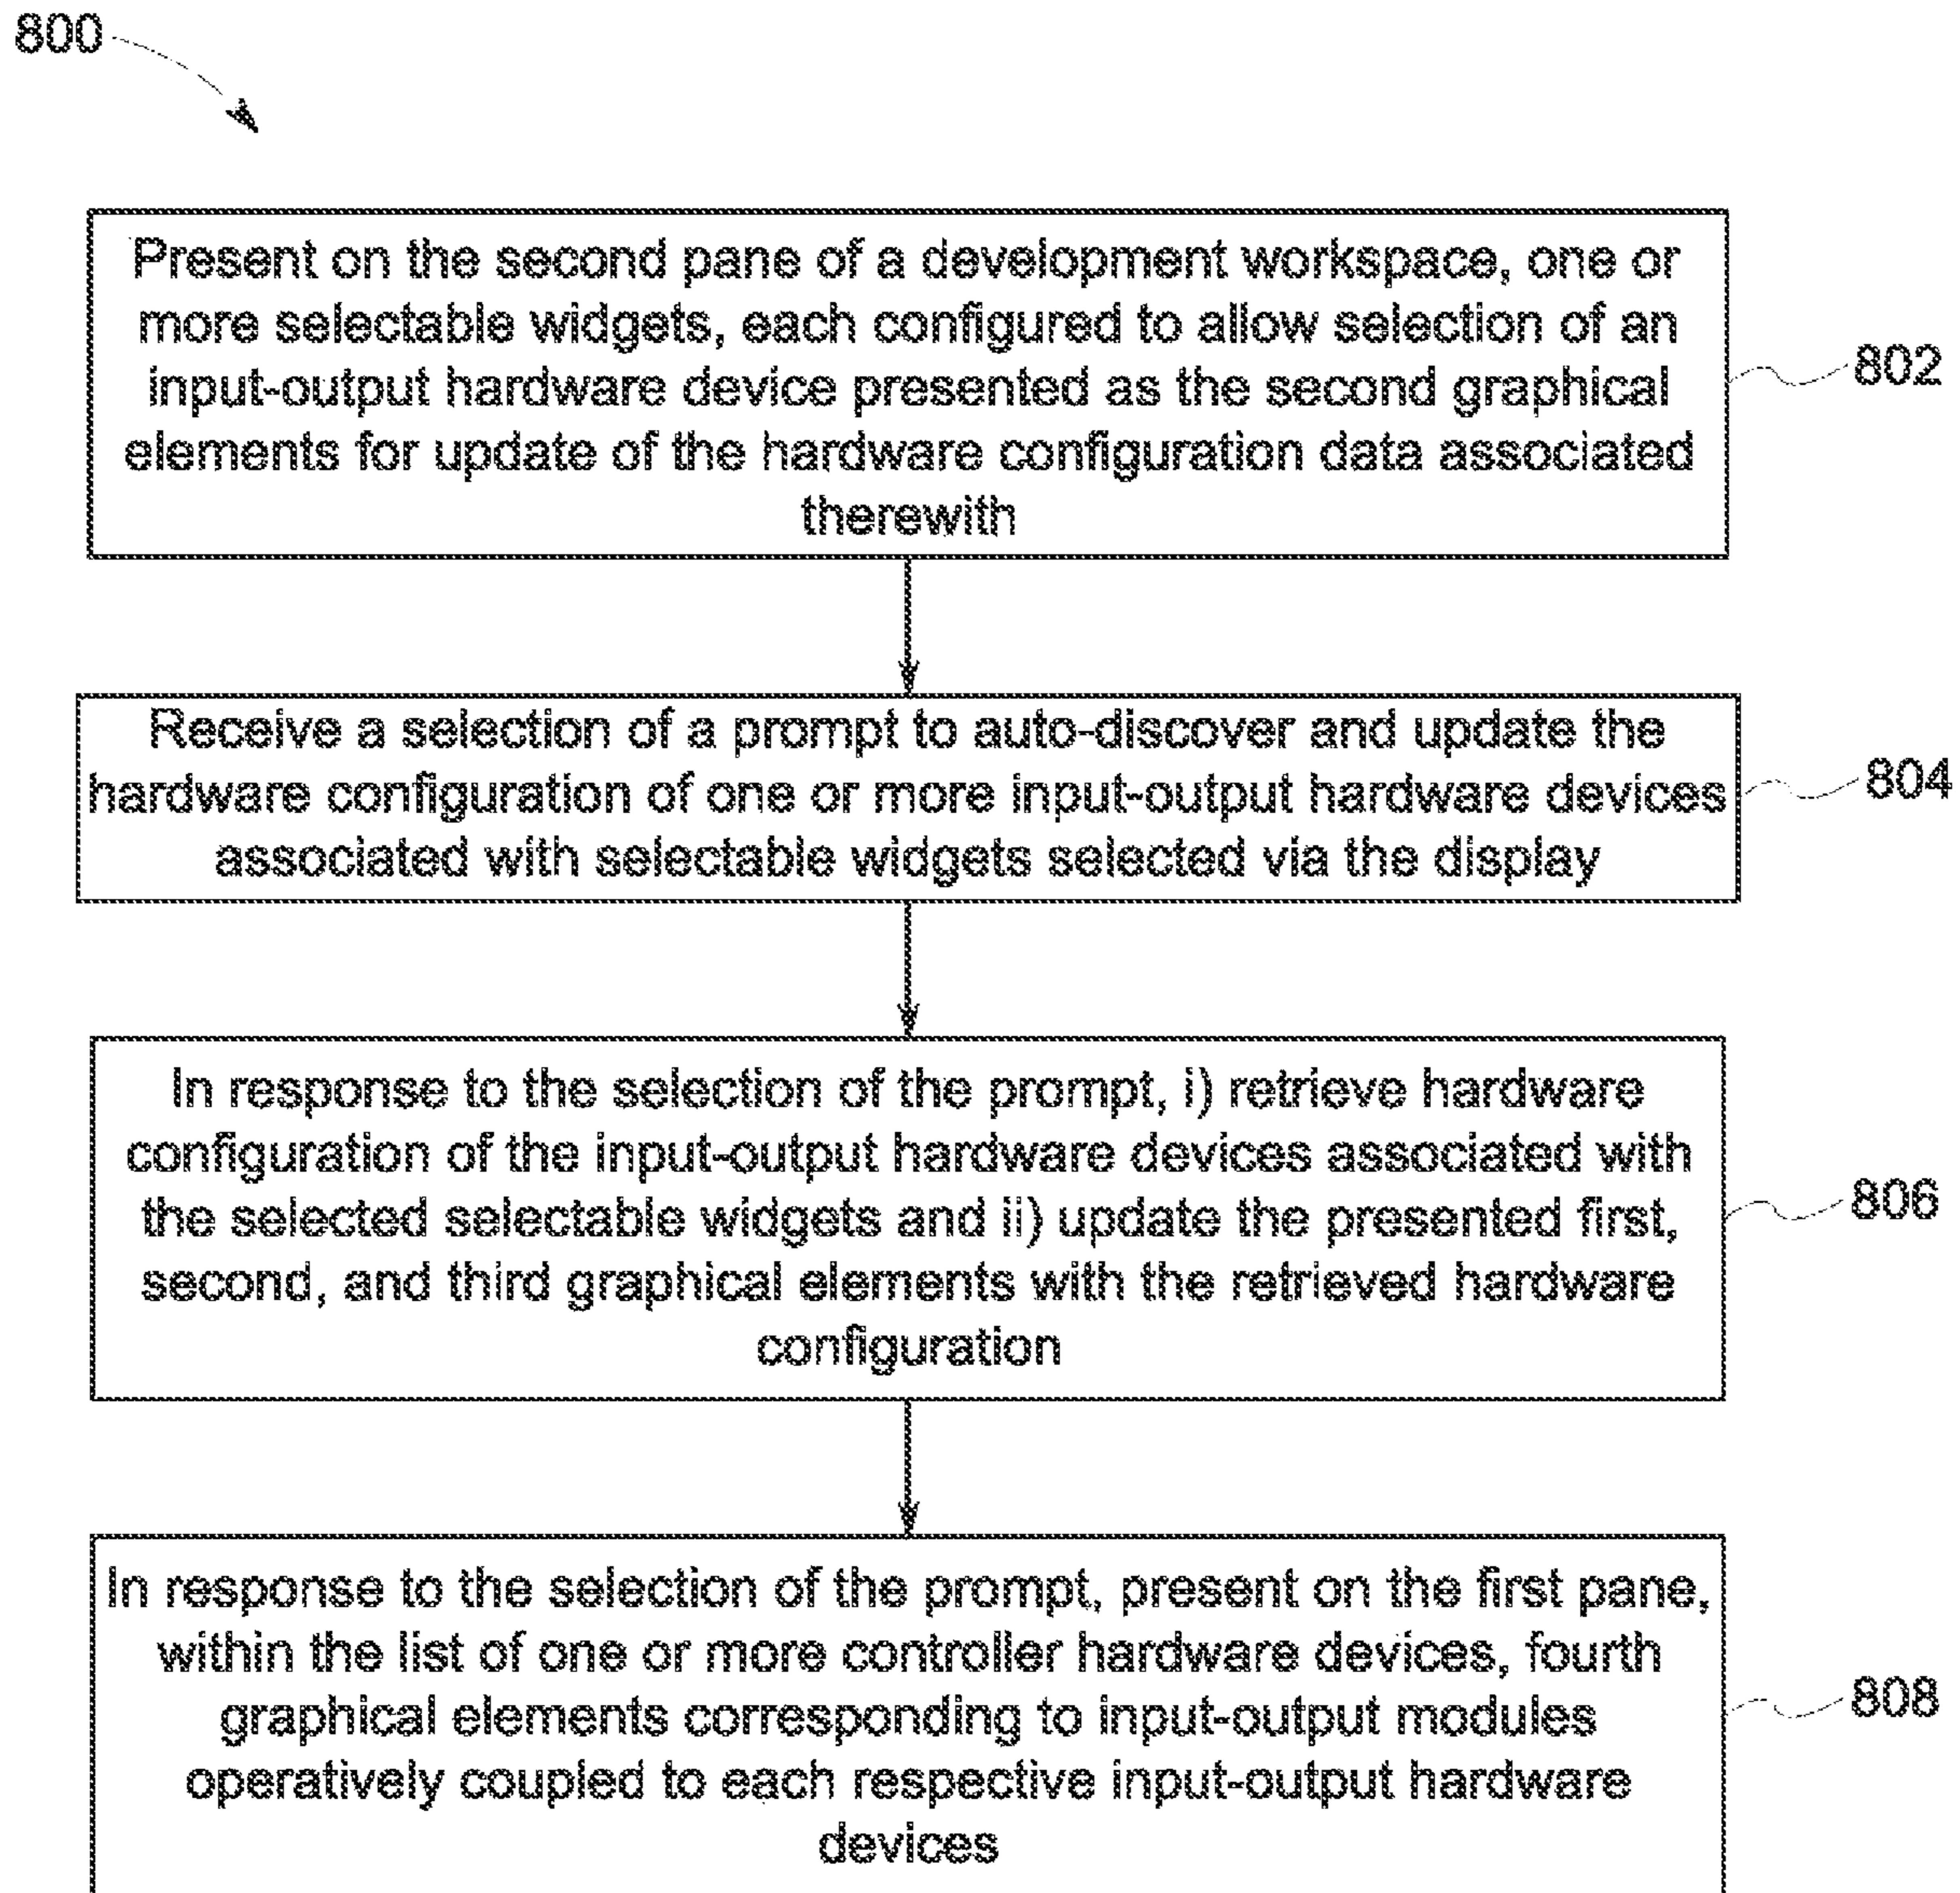 800
Present on the second pane of a development workspace, one or
more selectable widgets, each configured to allow selection of an
input-output hardware device presented as the second graphical
elements for update of the hardware configuration data associated
therewith
802
Receive a selection of a prompt to auto-discover and update the
hardware configuration of one or more input-output hardware devices
associated with selectable widgets selected via the display
804
In response to the selection of the prompt, i) retrieve hardware
configuration of the input-output hardware devices associated with
the selected selectable widgets and ii) update the presented first,
second, and third graphical elements with the retrieved hardware
configuration
806
In response to the selection of the prompt, present on the first pane,
within the list of one or more controller hardware devices, fourth
graphical elements corresponding to input-output modules
operatively coupled to each respective input-output hardware
devices
808